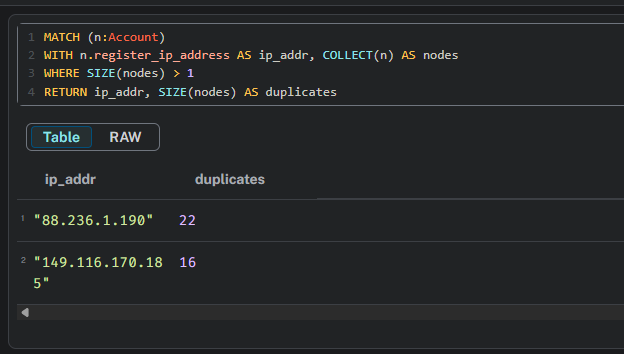 1 MATCH (n:Account)
2 WITH n.register_ip_address AS ip_addr, COLLECT(n) AS nodes
3 WHERE SIZE(nodes) > 1
4 RETURN ip_addr, SIZE(nodes) AS duplicates
Table RAW
ip_addr duplicates
1 "88.236.1.190" 22
2 "149.116.170.18 16
5"